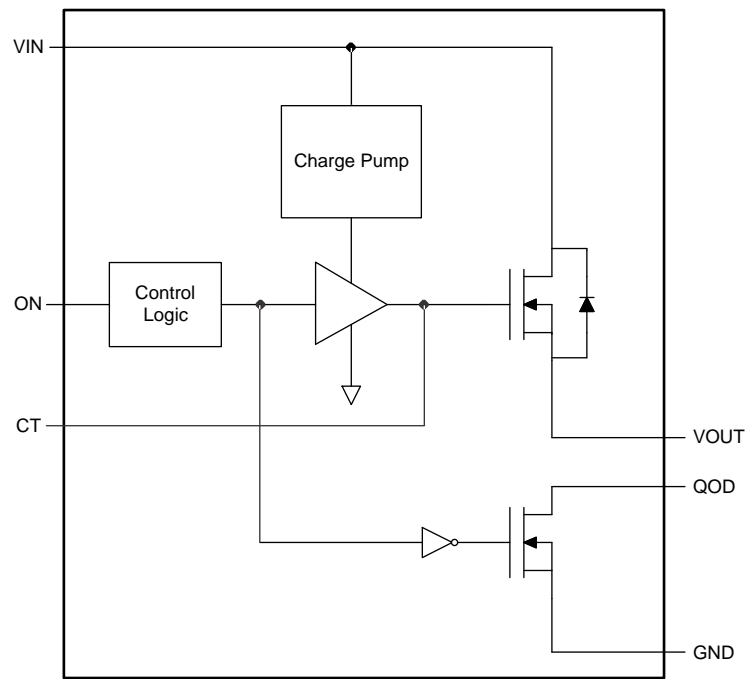 VIN
Charge Pump
ON
Control
Logic
CT
VOUT
QOD
GND